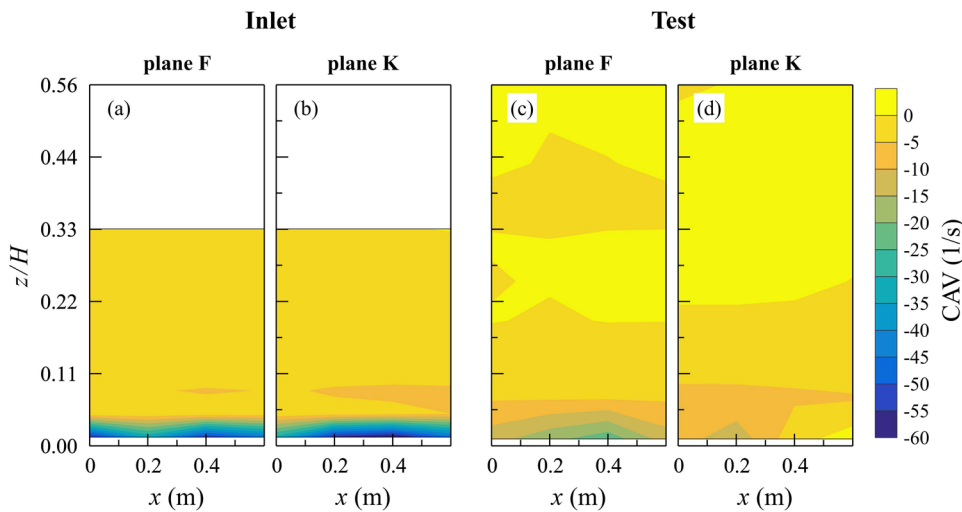 Inlet Test
plane F plane K plane F plane K
(a) (b) (c) (d)
0.56
0.44
0.33
0.22
0.11
0.00
z/H
0 0.2 0.4 0 0.2 0.4 0 0.2 0.4 0 0.2 0.4
x (m) x (m) x (m) x (m)
0
-5
-10
-15
-20
-25
-30
-35
-40
-45
-50
-55
-60
CAV (1/s)